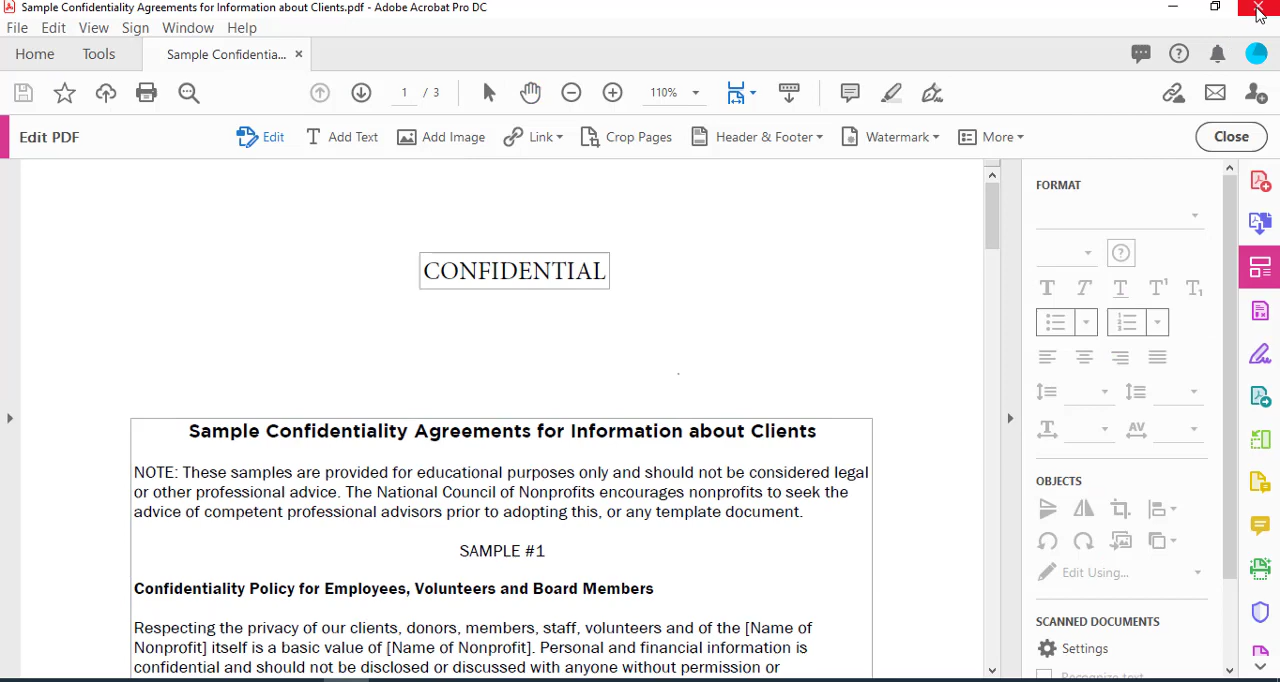 Sample Confidentiality Agreements for Information about Clients.pdf - Adobe Acrobat Pro DC
File Edit View Sign Window Help
Home Tools Sample Confidentia...
1 / 3 110%
Edit PDF Edit Add Text Add Image Link Crop Pages Header & Footer Watermark More Close
CONFIDENTIAL
Sample Confidentiality Agreements for Information about Clients
NOTE: These samples are provided for educational purposes only and should not be considered legal
or other professional advice. The National Council of Nonprofits encourages nonprofits to seek the
advice of competent professional advisors prior to adopting this, or any template document.
SAMPLE #1
Confidentiality Policy for Employees, Volunteers and Board Members
Respecting the privacy of our clients, donors, members, staff, volunteers and of the [Name of
Nonprofit] itself is a basic value of [Name of Nonprofit]. Personal and financial information is
confidential and should not be disclosed or discussed with anyone without permission or
FORMAT
OBJECTS
Edit Using...
SCANNED DOCUMENTS
Settings
Recognize text